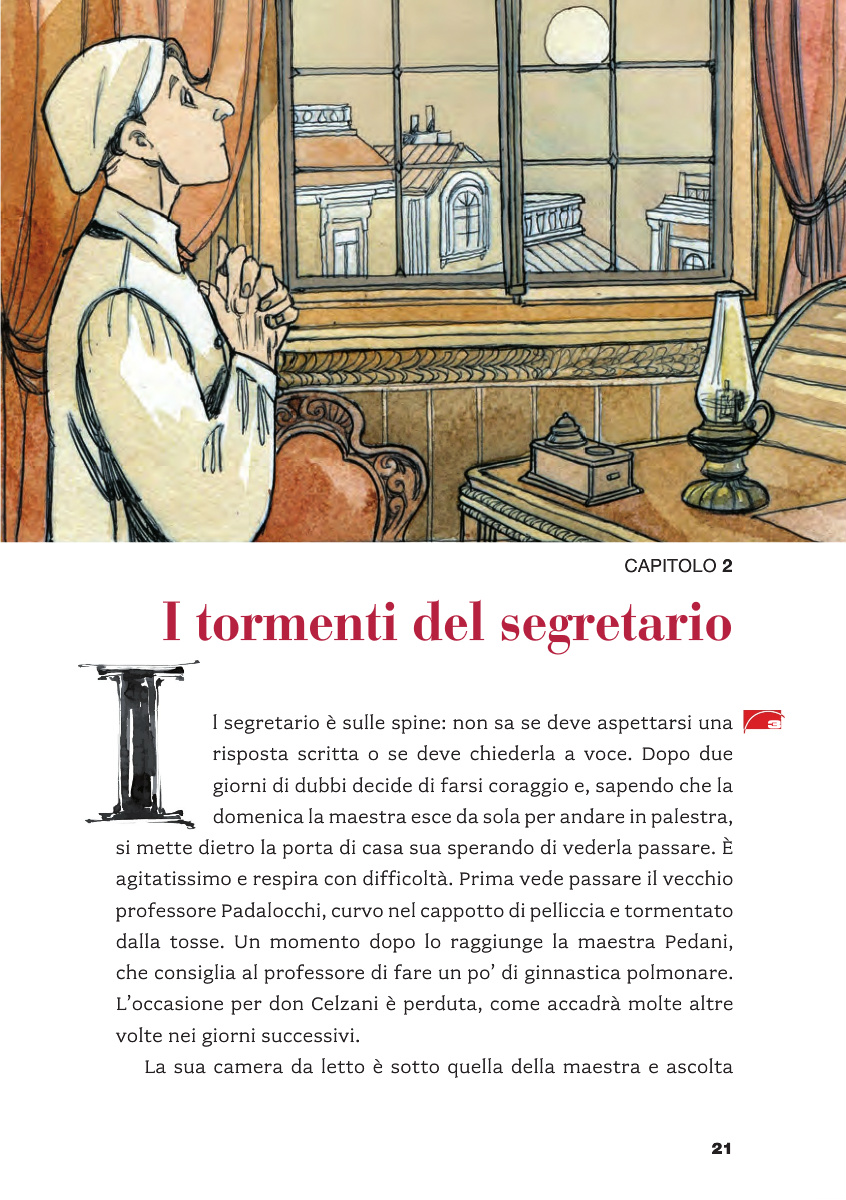 CAPITOLO 2
I tormenti del segretario
Il segretario è sulle spine: non sa se deve aspettarsi una
3
risposta scritta o se deve chiederla a voce. Dopo due
giorni di dubbi decide di farsi coraggio e, sapendo che la
domenica la maestra esce da sola per andare in palestra,
si mette dietro la porta di casa sua sperando di vederla passare. È
agitatissimo e respira con difficoltà. Prima vede passare il vecchio
professore Padalocchi, curvo nel cappotto di pelliccia e tormentato
dalla tosse. Un momento dopo lo raggiunge la maestra Pedani,
che consiglia al professore di fare un po’ di ginnastica polmonare.
L’occasione per don Celzani è perduta, come accadrà molte altre
volte nei giorni successivi.
La sua camera da letto è sotto quella della maestra e ascolta
21